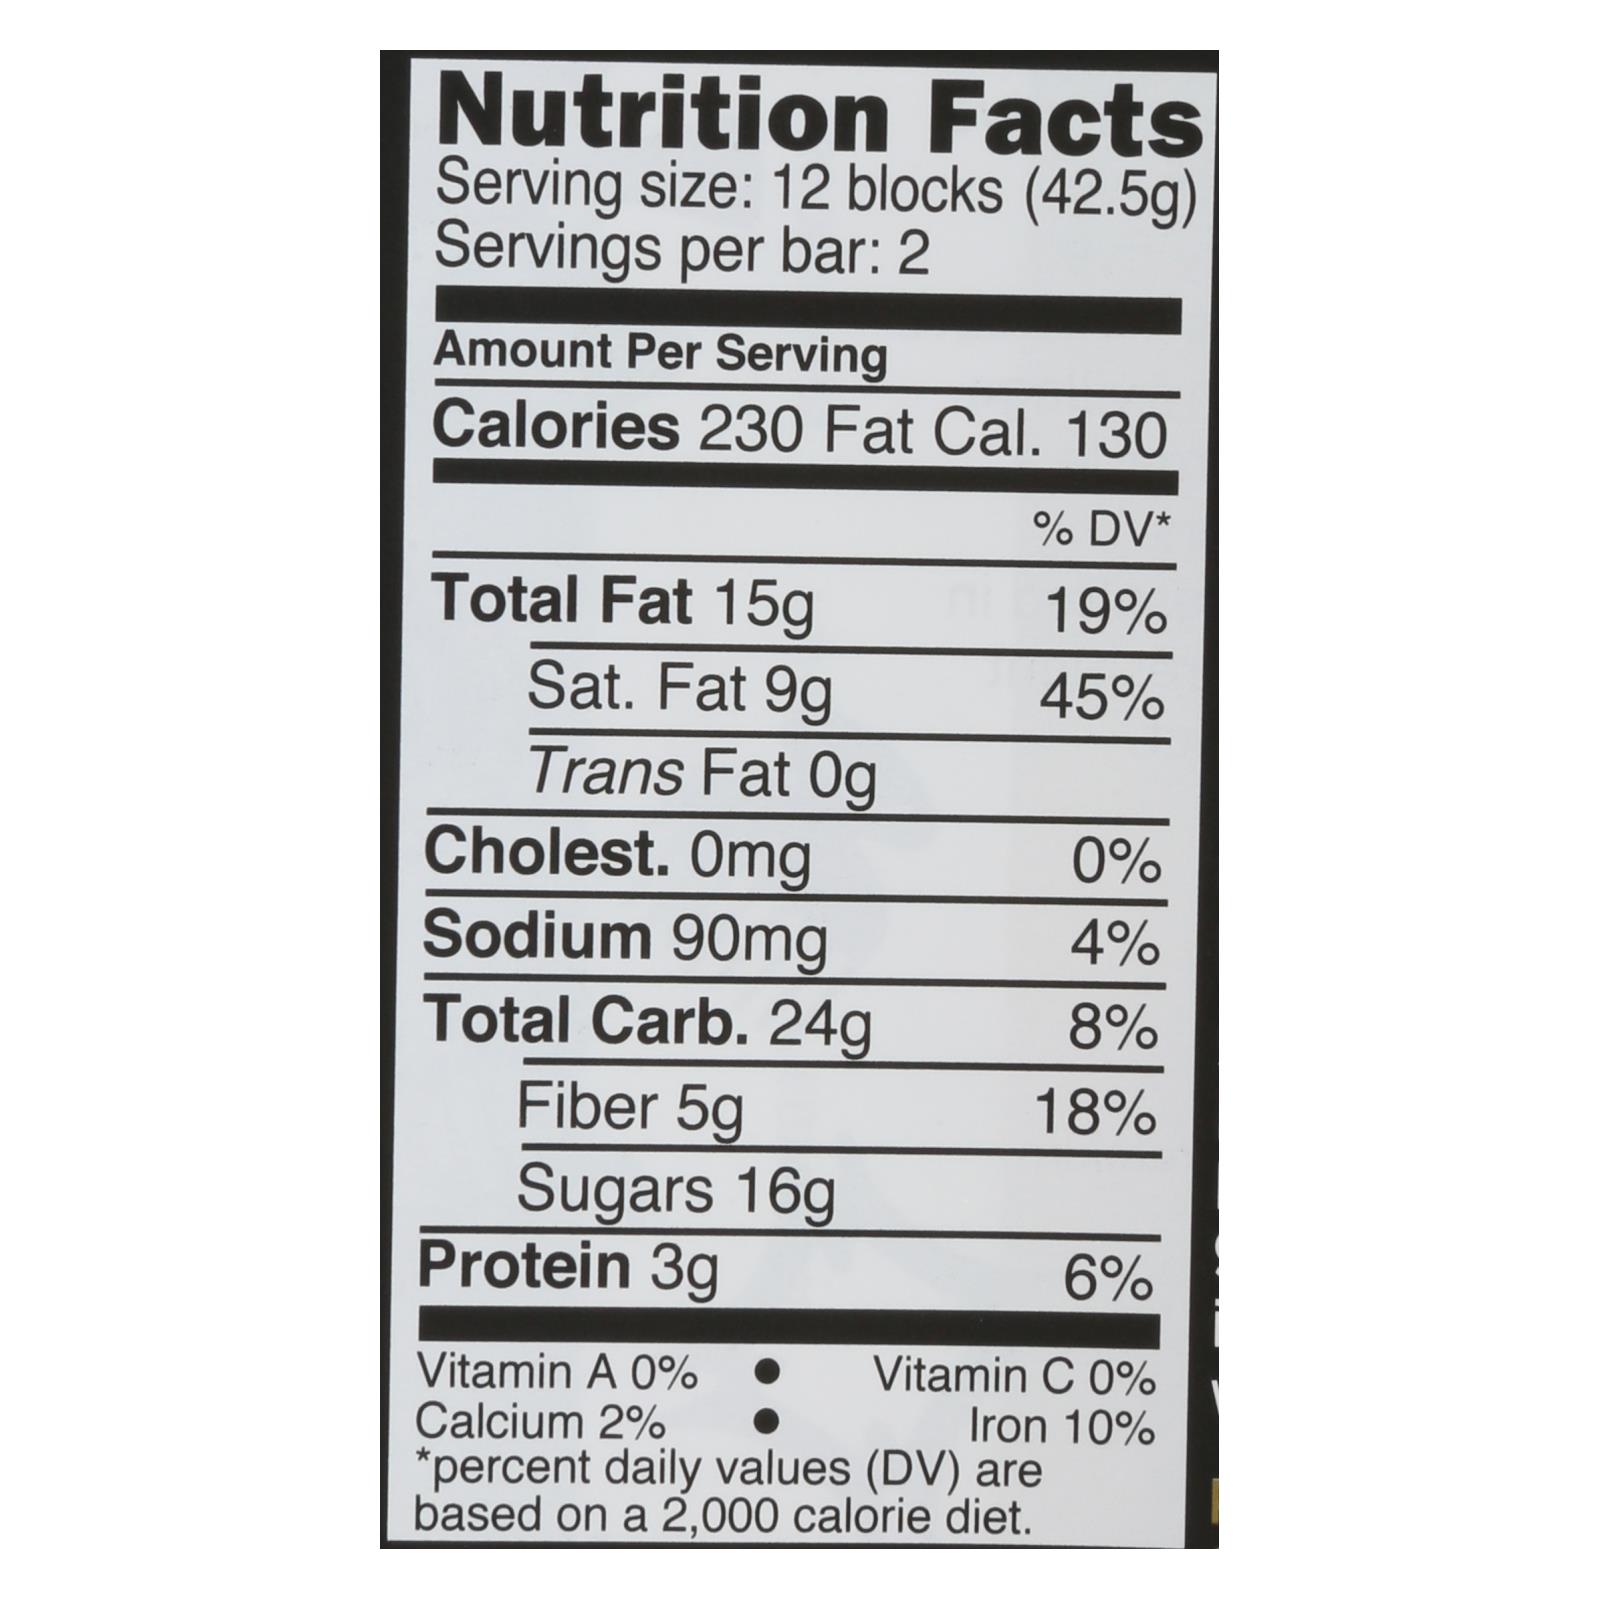 Nutrition Facts
Serving size: 12 blocks (42.5g)
Servings per bar: 2
Amount Per Serving
Calories 230 Fat Cal. 130
% DV*
Total Fat 15g 19%
Sat. Fat 9g 45%
Trans Fat 0g
Cholest. 0mg 0%
Sodium 90mg 4%
Total Carb. 24g 8%
Fiber 5g 18%
Sugars 16g
Protein 3g 6%
Vitamin A 0% ● Vitamin C 0%
Calcium 2% ● Iron 10%
*percent daily values (DV) are
based on a 2,000 calorie diet.